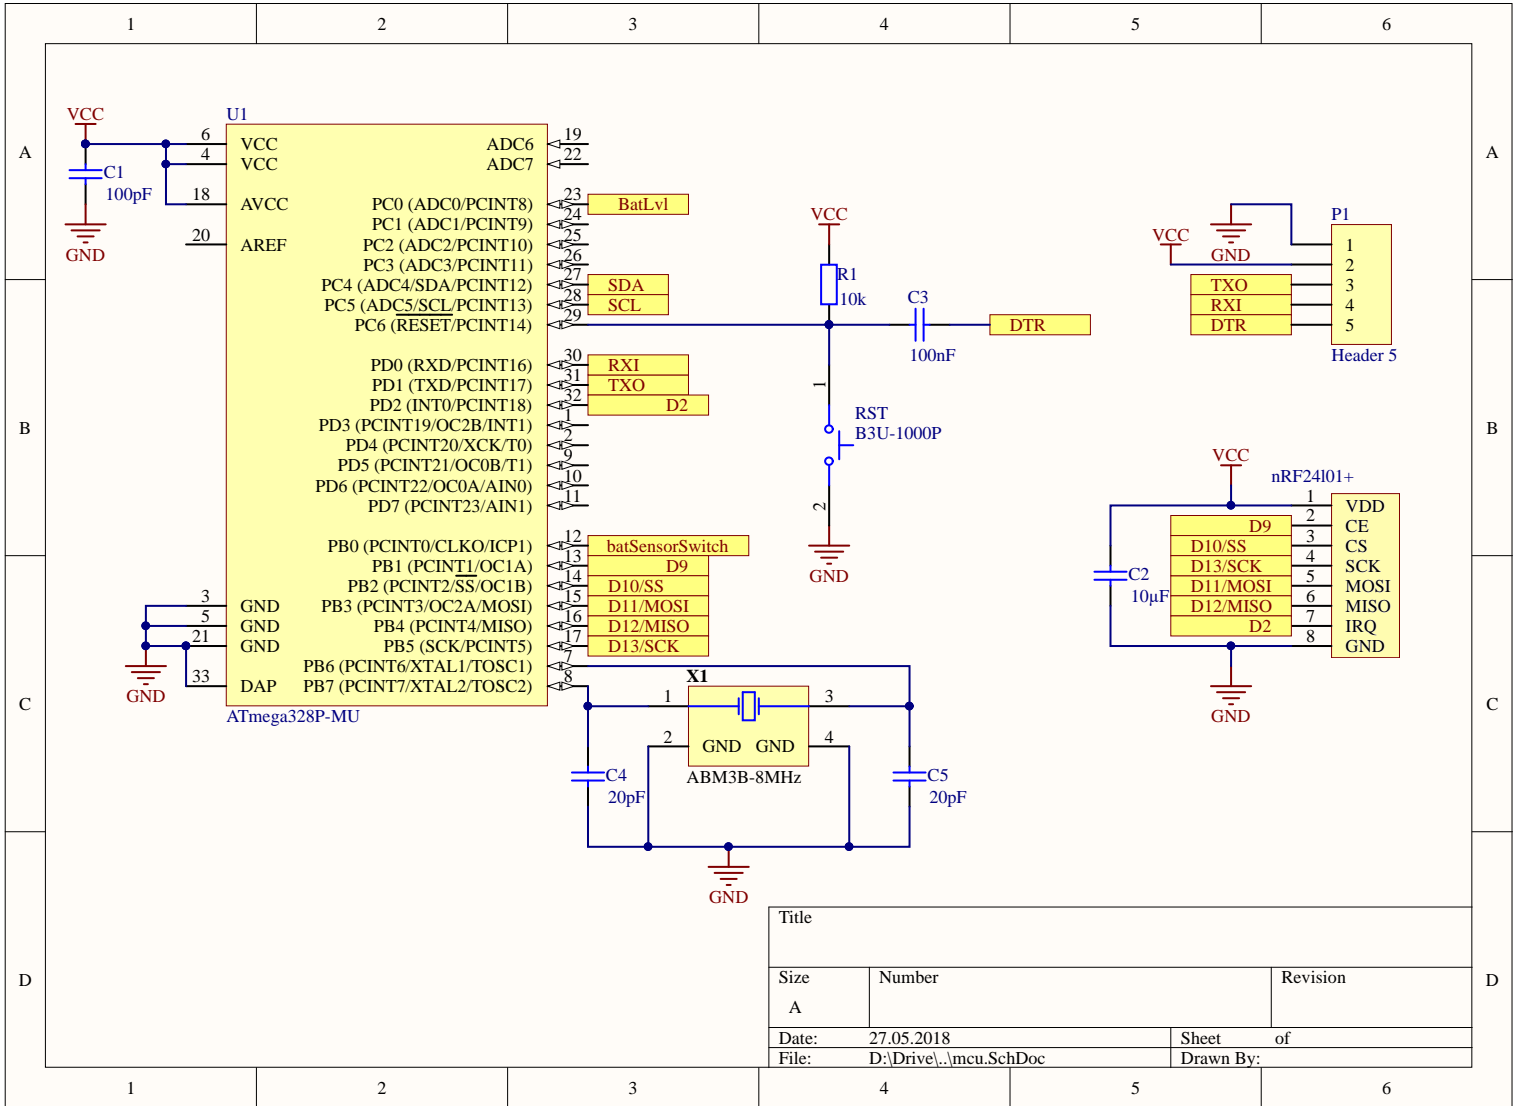 1 2 3 4 5 6
A A
B B
C C
D D
1 2 3 4 5 6
VCC
C1
100pF
GND
U1
6 VCC
4 VCC
18 AVCC
20 AREF
3 GND
5 GND
21 GND
33 DAP
GND
ATmega328P-MU
ADC6 19
ADC7 22
PC0 (ADC0/PCINT8) 23 BatLvl
PC1 (ADC1/PCINT9) 24
PC2 (ADC2/PCINT10) 25
PC3 (ADC3/PCINT11) 26
PC4 (ADC4/SDA/PCINT12) 27 SDA
PC5 (ADC5/SCL/PCINT13) 28 SCL
PC6 (RESET/PCINT14) 29
PD0 (RXD/PCINT16) 30 RXI
PD1 (TXD/PCINT17) 31 TXO
PD2 (INT0/PCINT18) 32 D2
PD3 (PCINT19/OC2B/INT1) 1
PD4 (PCINT20/XCK/T0) 2
PD5 (PCINT21/OC0B/T1) 9
PD6 (PCINT22/OC0A/AIN0) 10
PD7 (PCINT23/AIN1) 11
PB0 (PCINT0/CLKO/ICP1) 12 batSensorSwitch
PB1 (PCINT1/OC1A) 13 D9
PB2 (PCINT2/SS/OC1B) 14 D10/SS
PB3 (PCINT3/OC2A/MOSI) 15 D11/MOSI
PB4 (PCINT4/MISO) 16 D12/MISO
PB5 (SCK/PCINT5) 17 D13/SCK
PB6 (PCINT6/XTAL1/TOSC1) 7
PB7 (PCINT7/XTAL2/TOSC2) 8
VCC
R1
10k
C3
100nF
DTR
1
RST
B3U-1000P
2
GND
X1
1 3
2 GND GND 4
ABM3B-8MHz
C4
20pF
C5
20pF
GND
P1
VCC
GND
1
2
TXO 3
RXI 4
DTR 5
Header 5
VCC
nRF24l01+
1 VDD
D9 2 CE
D10/SS 3 CS
D13/SCK 4 SCK
D11/MOSI 5 MOSI
D12/MISO 6 MISO
D2 7 IRQ
8 GND
C2
10µF
GND
Title
Size Number Revision
A
Date: 27.05.2018 Sheet of
File: D:\Drive\..\mcu.SchDoc Drawn By: